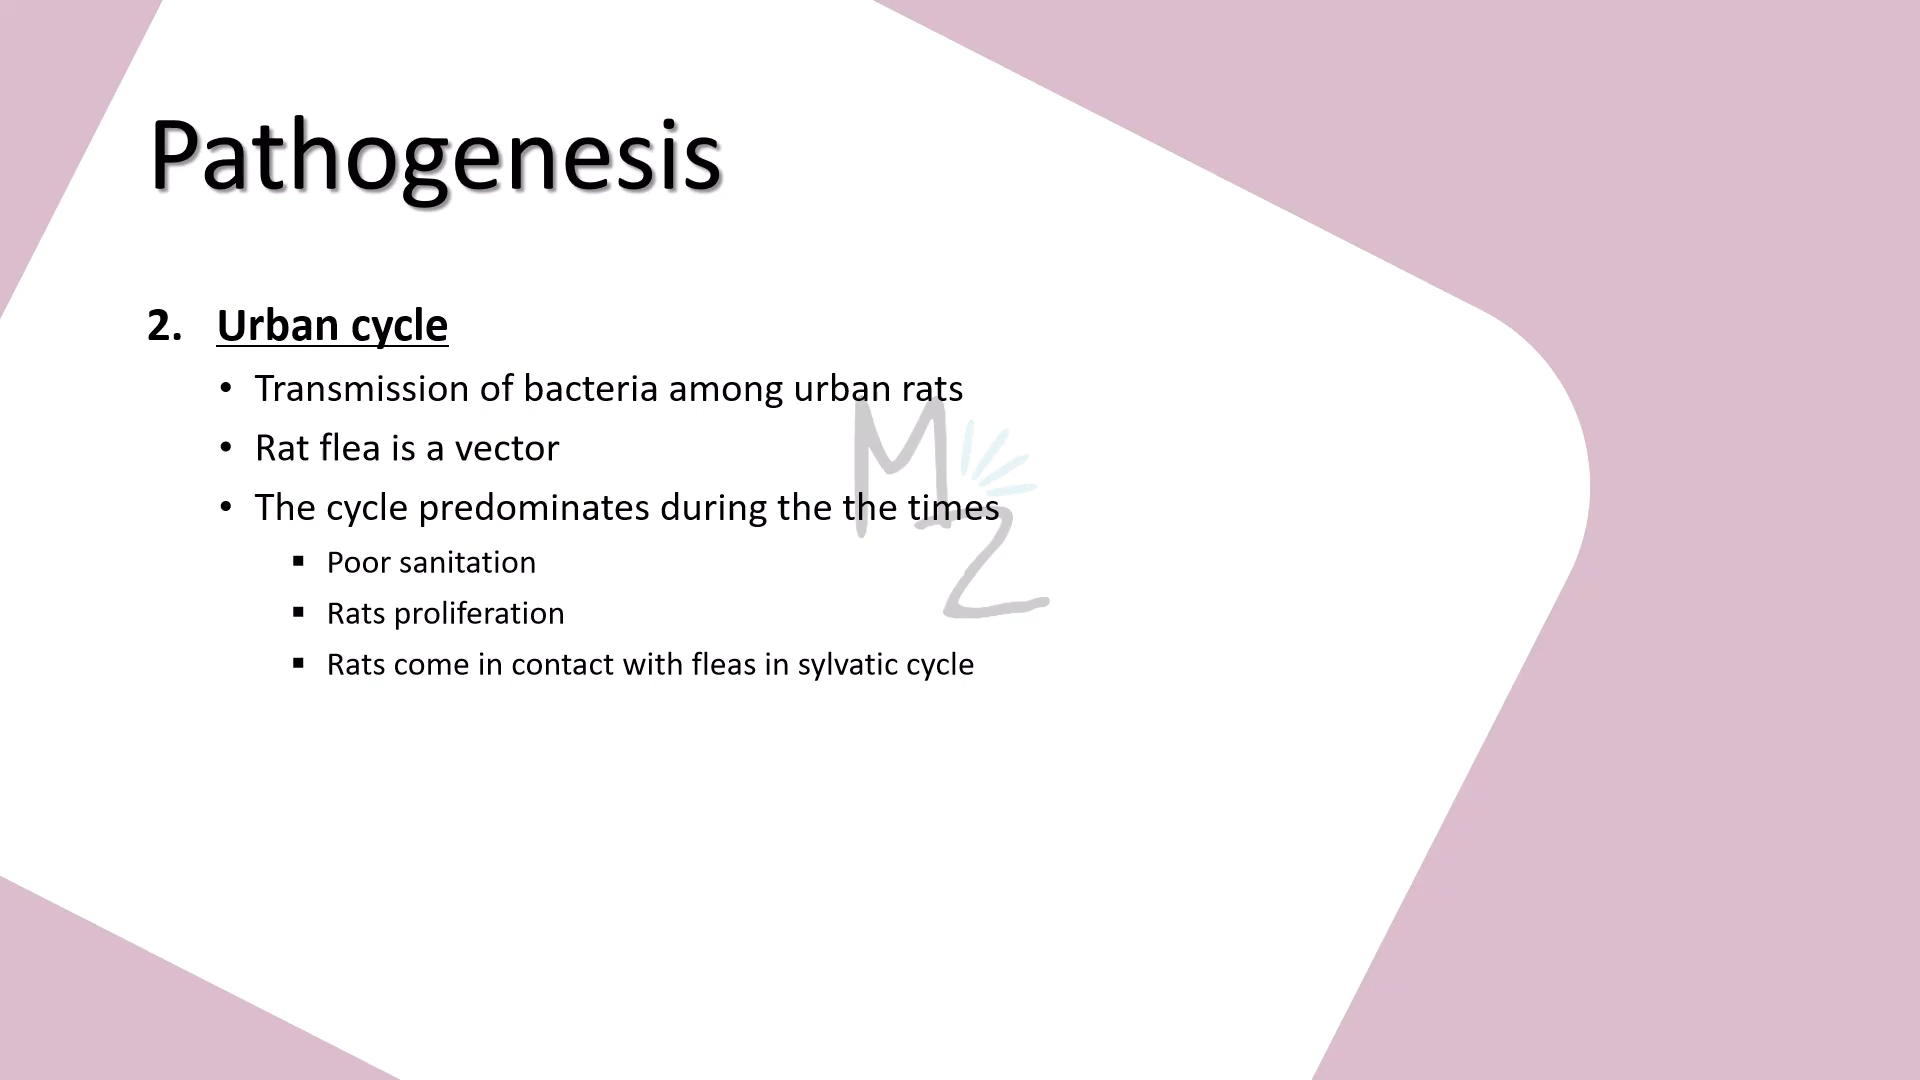 Pathogenesis
2. Urban cycle
• Transmission of bacteria among urban rats
• Rat flea is a vector
• The cycle predominates during the the times
▪ Poor sanitation
▪ Rats proliferation
▪ Rats come in contact with fleas in sylvatic cycle
MZ